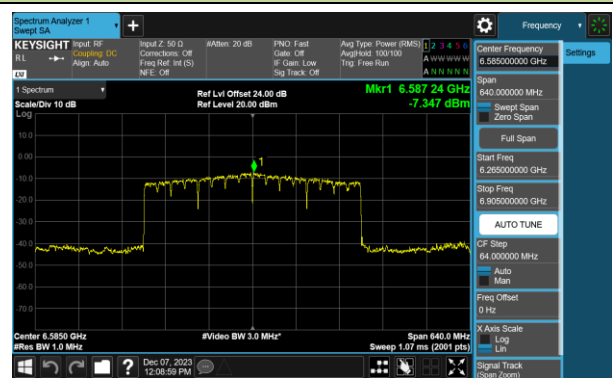 Spectrum Analyzer 1
Swept SA
+
Frequency
KEYSIGHT
RL
Input: RF
Coupling: DC
Align: Auto
Input Z: 50 Ω
Corrections: Off
Freq Ref: Int (S)
NFE: Off
#Atten: 20 dB
PNO: Fast
Gate: Off
IF Gain: Low
Sig Track: Off
Avg Type: Power (RMS)
Avg|Hold: 100/100
Trig: Free Run
1 2 3 4 5 6
A W W W W W
A N N N N N
LM
1 Spectrum
Scale/Div 10 dB
Log
Ref Lvl Offset 24.00 dB
Ref Level 20.00 dBm
Mkr1 6.587 24 GHz
-7.347 dBm
10.0
0.00
-10.0
-20.0
-30.0
-40.0
-50.0
-60.0
-70.0
1
Center 6.5850 GHz
#Res BW 1.0 MHz
#Video BW 3.0 MHz*
Span 640.0 MHz
Sweep 1.07 ms (2001 pts)
Center Frequency
6.585000000 GHz
Settings
Span
640.000000 MHz
Swept Span
Zero Span
Full Span
Start Freq
6.265000000 GHz
Stop Freq
6.905000000 GHz
AUTO TUNE
CF Step
64.000000 MHz
Auto
Man
Freq Offset
0 Hz
X Axis Scale
Log
Lin
Signal Track
(Span Zoom)
?
Dec 07, 2023
12:08:59 PM